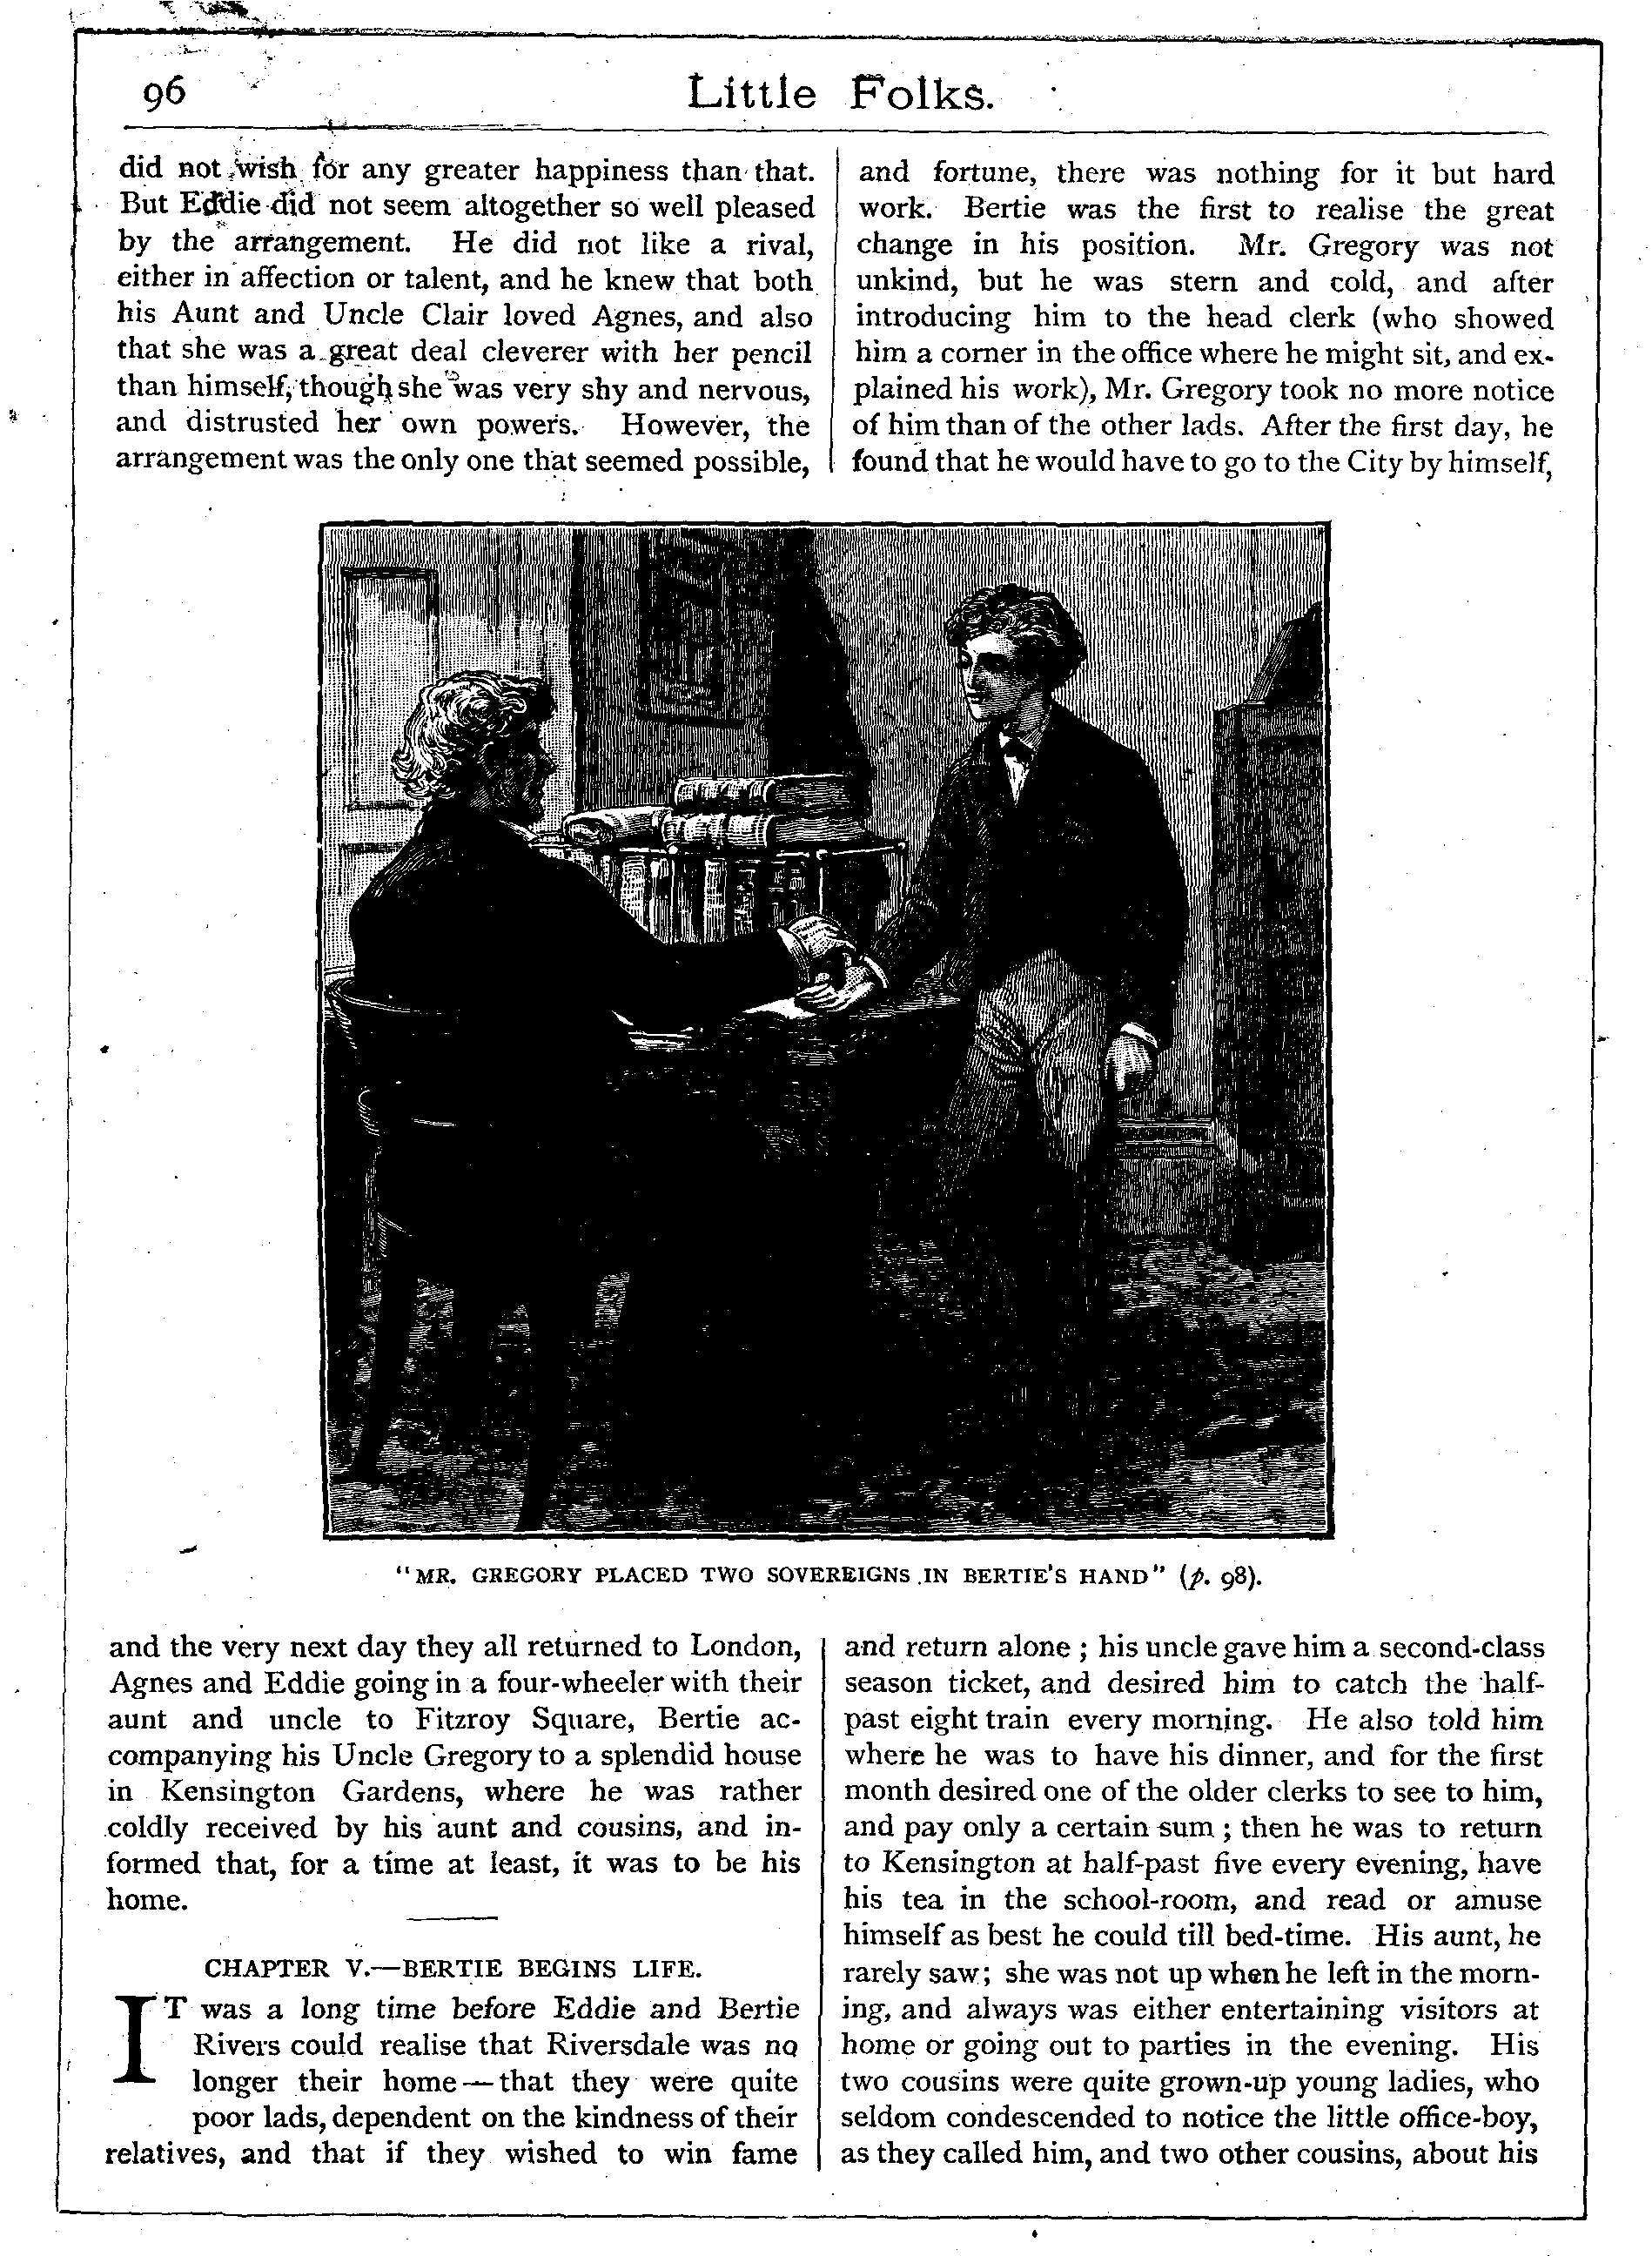 96
Little Folks.
did not wish for any greater happiness than that.
But Eddie did not seem altogether so well pleased
by the arrangement. He did not like a rival,
either in affection or talent, and he knew that both
his Aunt and Uncle Clair loved Agnes, and also
that she was a great deal cleverer with her pencil
than himself, though she was very shy and nervous,
and distrusted her own powers. However, the
arrangement was the only one that seemed possible,
and the very next day they all returned to London,
Agnes and Eddie going in a four-wheeler with their
aunt and uncle to Fitzroy Square, Bertie ac-
companying his Uncle Gregory to a splendid house
in Kensington Gardens, where he was rather
coldly received by his aunt and cousins, and in-
formed that, for a time at least, it was to be his
home.
CHAPTER V.—BERTIE BEGINS LIFE.
IT was a long time before Eddie and Bertie
Rivers could realise that Riversdale was no
longer their home—that they were quite
poor lads, dependent on the kindness of their
relatives, and that if they wished to win fame
and fortune, there was nothing for it but hard
work. Bertie was the first to realise the great
change in his position. Mr. Gregory was not
unkind, but he was stern and cold, and after
introducing him to the head clerk (who showed
him a corner in the office where he might sit, and ex-
plained his work), Mr. Gregory took no more notice
of him than of the other lads. After the first day, he
found that he would have to go to the City by himself,
and return alone; his uncle gave him a second-class
season ticket, and desired him to catch the half-
past eight train every morning. He also told him
where he was to have his dinner, and for the first
month desired one of the older clerks to see to him,
and pay only a certain sum; then he was to return
to Kensington at half-past five every evening, have
his tea in the school-room, and read or amuse
himself as best he could till bed-time. His aunt, he
rarely saw; she was not up when he left in the morn-
ing, and always was either entertaining visitors at
home or going out to parties in the evening. His
two cousins were quite grown-up young ladies, who
seldom condescended to notice the little office-boy,
as they called him, and two other cousins, about his
"MR. GREGORY PLACED TWO SOVEREIGNS IN BERTIE'S HAND" (p. 98).